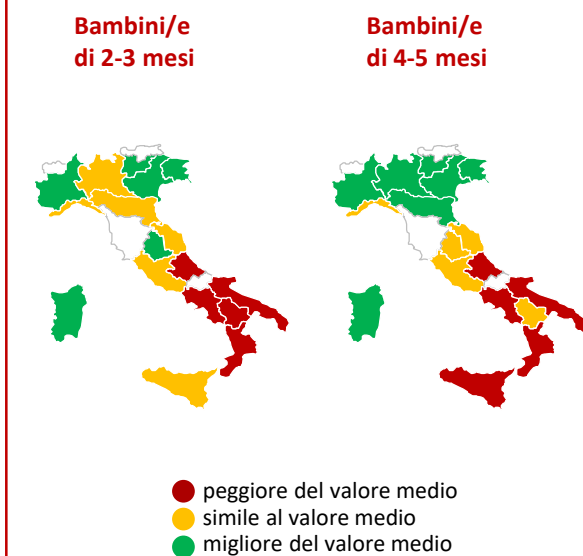 Bambini/e
di 2-3 mesi
Bambini/e
di 4-5 mesi
peggiore del valore medio
simile al valore medio
migliore del valore medio